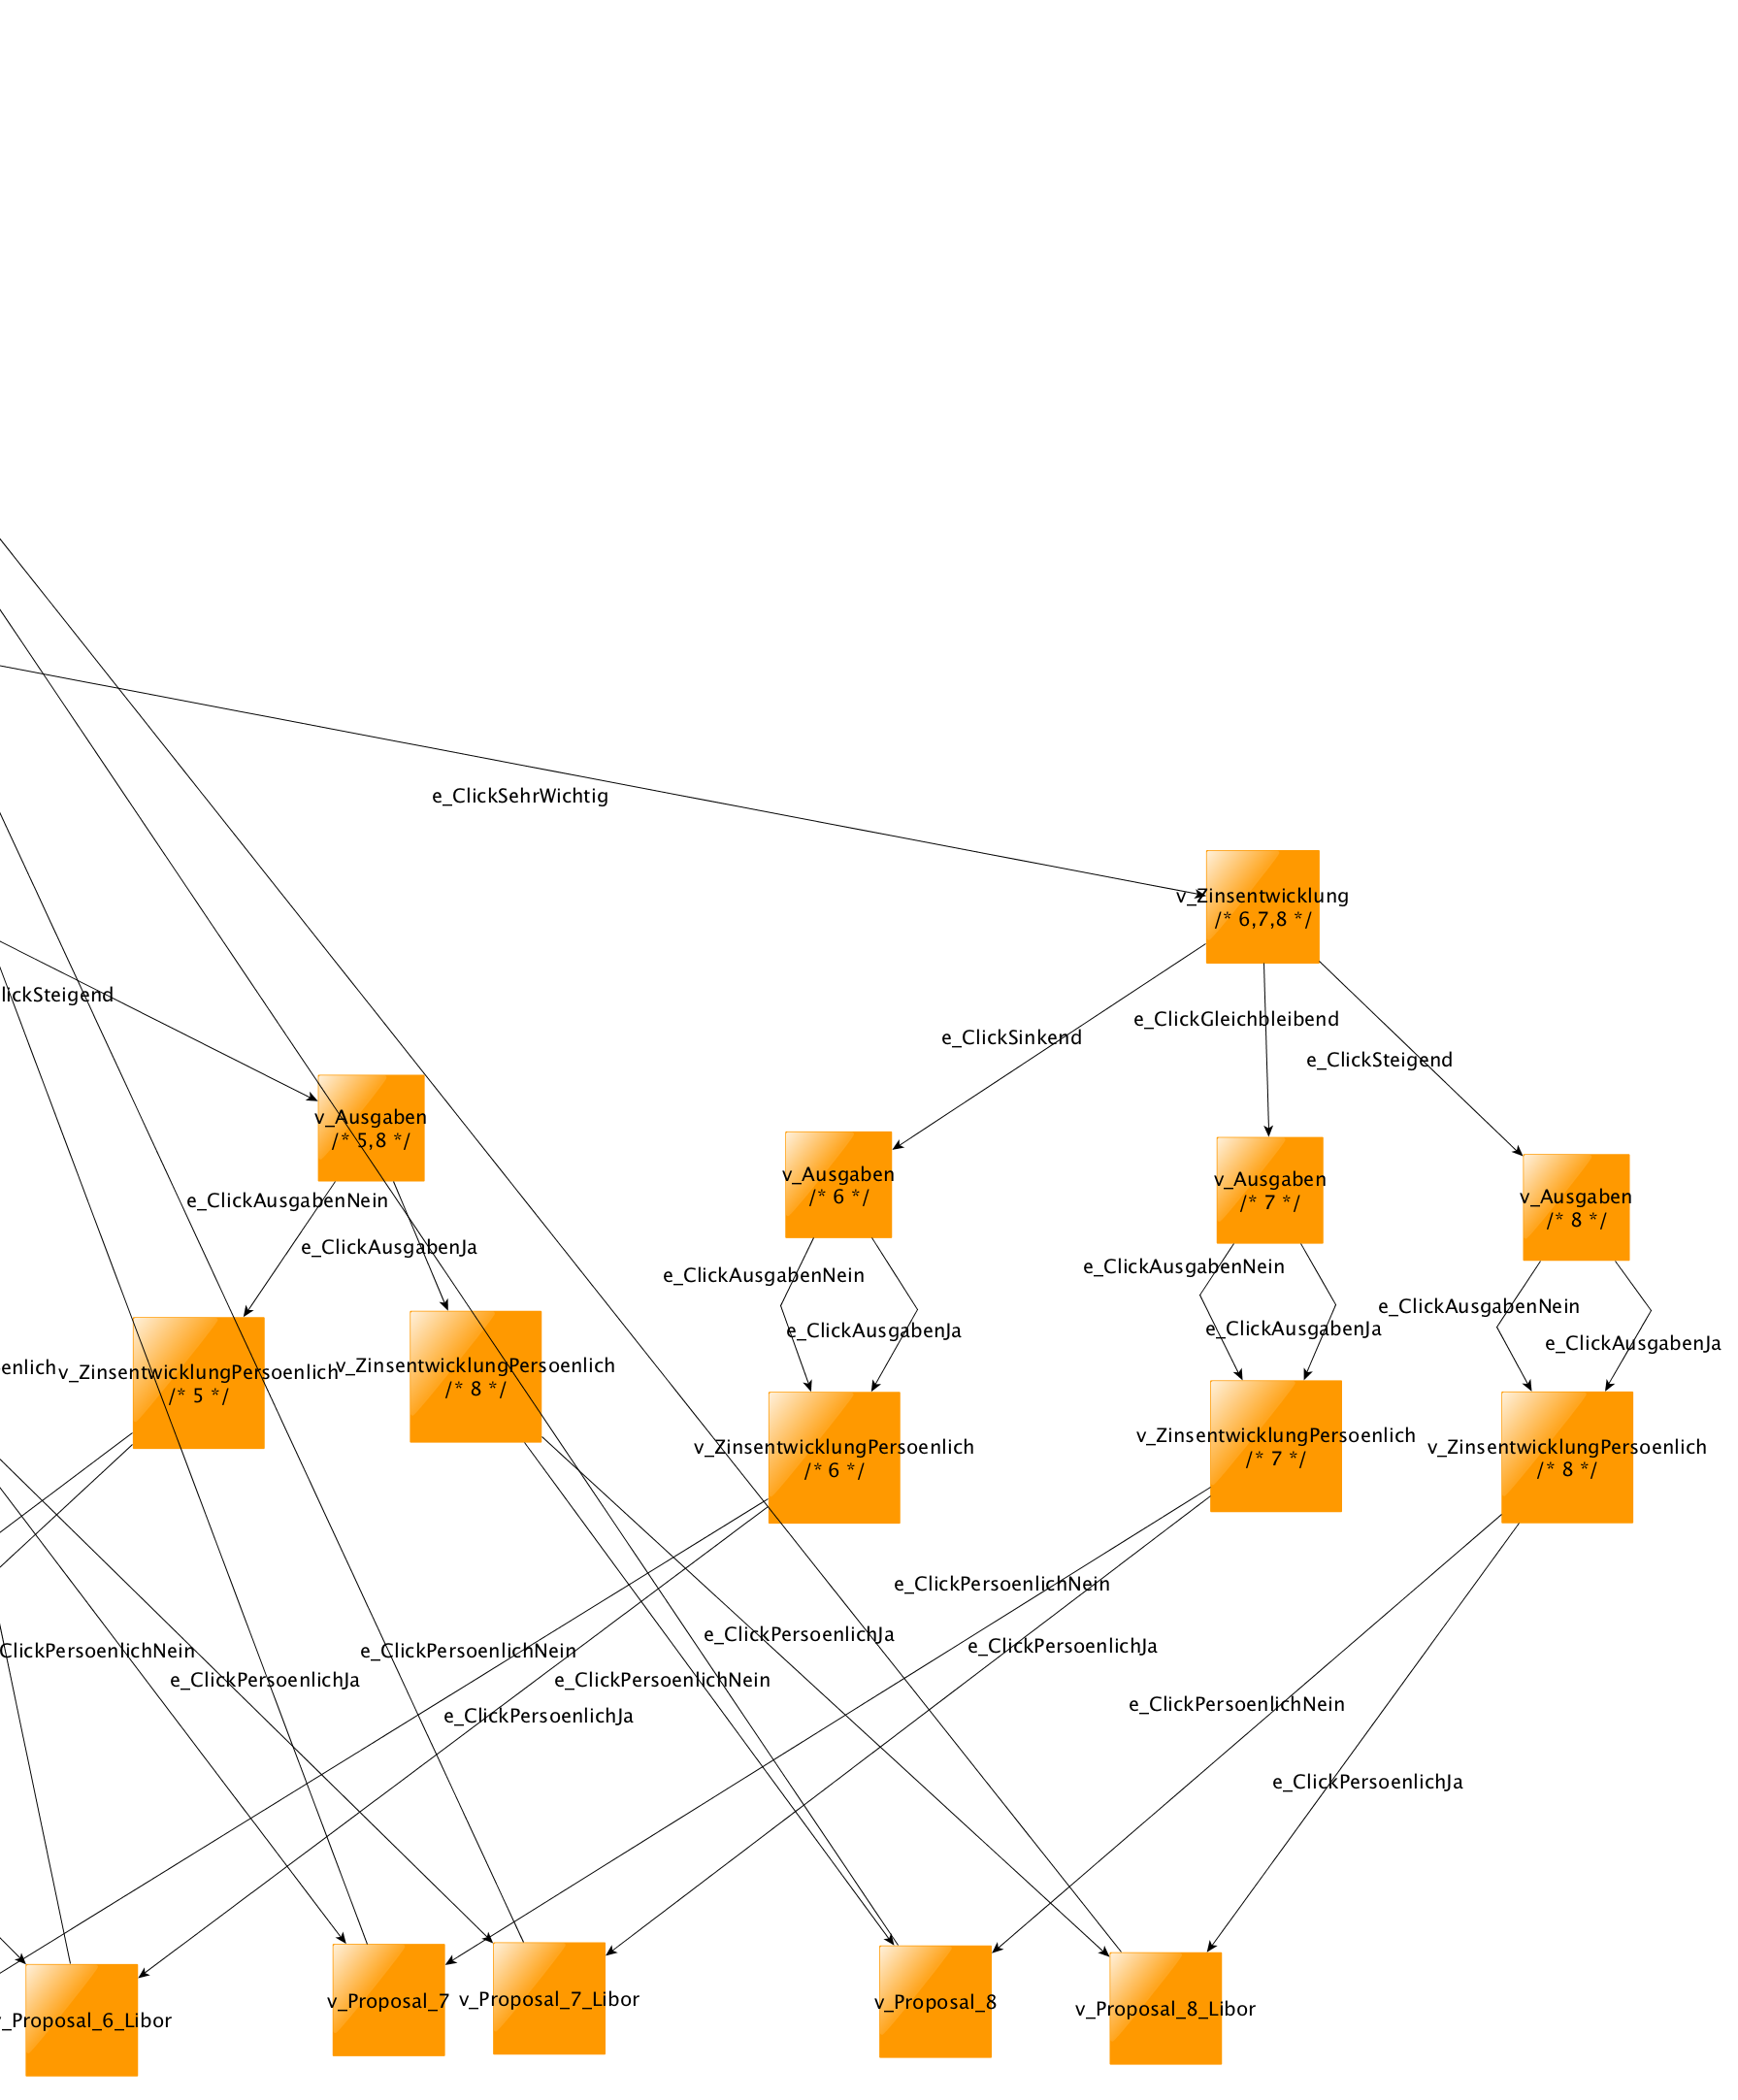 e_ClickSehrWichtig
v_Zinsentwicklung
/* 6,7,8 */
lickSteigend
e_ClickGleichbleibend
e_ClickSinkend
e_ClickSteigend
v_Ausgaben
/* 5,8 */
v_Ausgaben
/* 6 */
v_Ausgaben
/* 7 */
v_Ausgaben
/* 8 */
e_ClickAusgabenNein
e_ClickAusgabenJa
e_ClickAusgabenNein
e_ClickAusgabenJa
e_ClickAusgabenNein
e_ClickAusgabenJa
e_ClickAusgabenNein
e_ClickAusgabenJa
enlich
v_ZinsentwicklungPersoenlich
/* 5 */
v_ZinsentwicklungPersoenlich
/* 8 */
v_ZinsentwicklungPersoenlich
/* 6 */
v_ZinsentwicklungPersoenlich
/* 7 */
v_ZinsentwicklungPersoenlich
/* 8 */
e_ClickPersoenlichNein
e_ClickPersoenlichJa
e_ClickPersoenlichJa
ClickPersoenlichNein
e_ClickPersoenlichNein
e_ClickPersoenlichJa
e_ClickPersoenlichNein
e_ClickPersoenlichJa
e_ClickPersoenlichNein
e_ClickPersoenlichJa
_Proposal_6_Libor
v_Proposal_7
v_Proposal_7_Libor
v_Proposal_8
v_Proposal_8_Libor